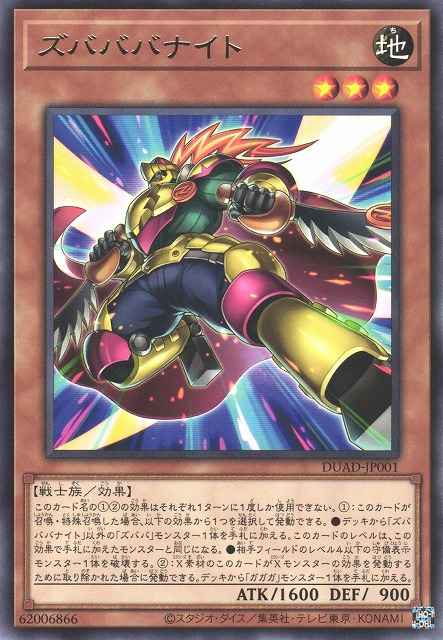 ズバババナイト
地
DUAD-JP001
【戦士族／効果】
このカード名の①②の効果はそれぞれ1ターンに1度しか使用できない。①：このカードが
召喚・特殊召喚した場合、以下の効果から1つを選択して発動できる。●デッキから「ズバ
バナイト」以外の「ズババ」モンスター1体を手札に加える。このカードのレベルは、この
効果で手札に加えたモンスターと同じになる。●相手フィールドのレベル4以下の守備表示
モンスター1体を破壊する。②：X素材のこのカードがXモンスターの効果を発動する
ために取り除かれた場合に発動できる。デッキから「ガガガ」モンスター1体を手札に加える。
ATK/1600 DEF/ 900
62006866
©スタジオ・ダイス／集英社・テレビ東京・KONAMI